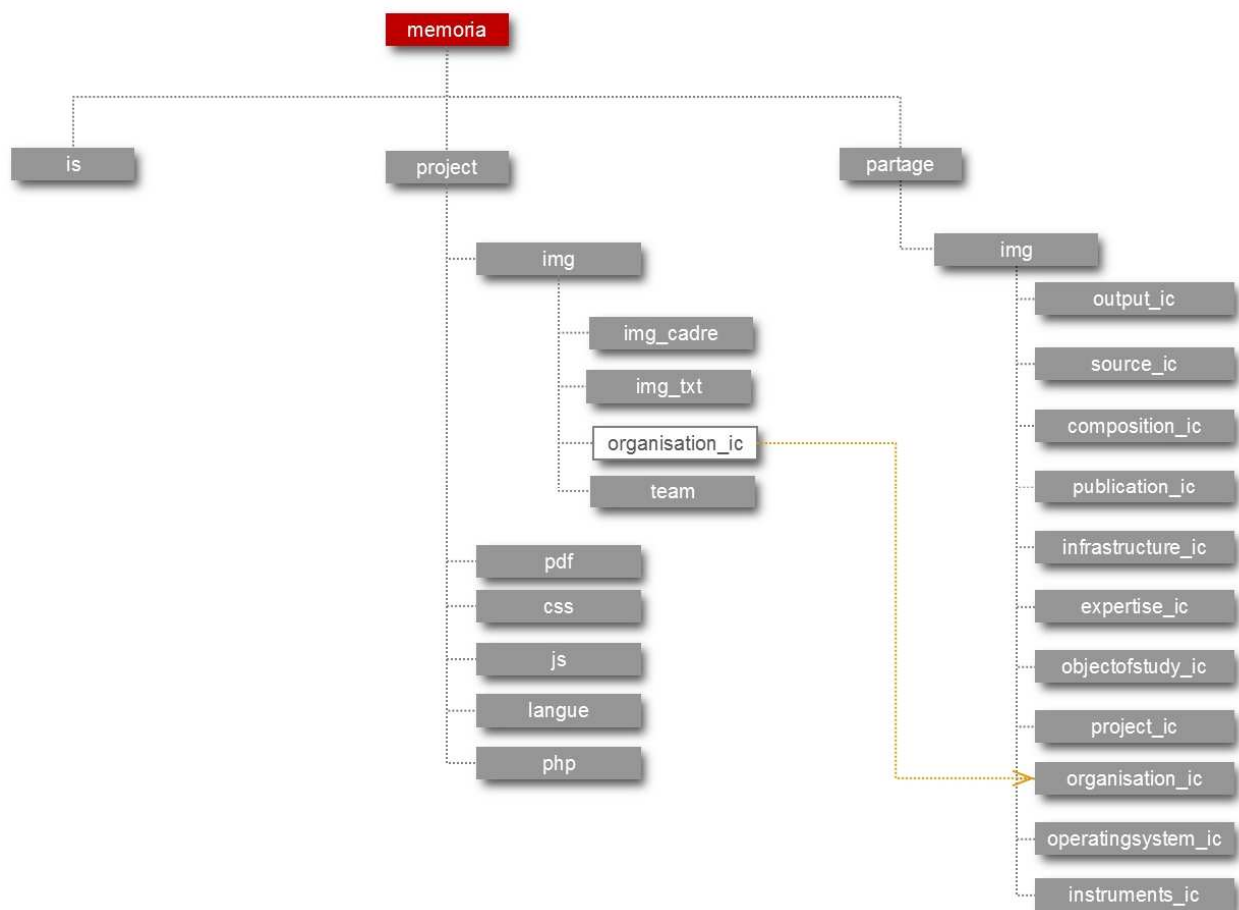 memoria
is
project
partage
img
img_cadre
img_txt
organisation_ic
team
pdf
css
js
langue
php
img
output_ic
source_ic
composition_ic
publication_ic
infrastructure_ic
expertise_ic
objectofstudy_ic
project_ic
organisation_ic
operatingsystem_ic
instruments_ic